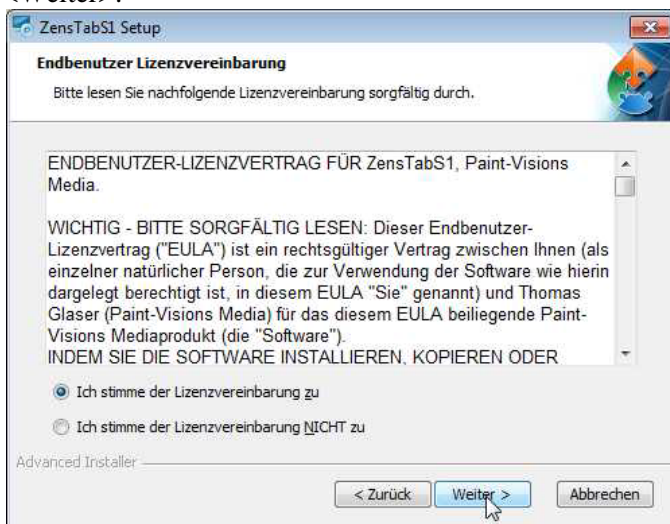 ZensTabS1 Setup
Endbenutzer Lizenzvereinbarung
Bitte lesen Sie nachfolgende Lizenzvereinbarung sorgfältig durch.
ENDBENUTZER-LIZENZVERTRAG FÜR ZensTabS1, Paint-Visions
Media.
WICHTIG - BITTE SORGFÄLTIG LESEN: Dieser Endbenutzer-
Lizenzvertrag ("EULA") ist ein rechtsgültiger Vertrag zwischen Ihnen (als
einzelner natürlicher Person, die zur Verwendung der Software wie hierin
dargelegt berechtigt ist, in diesem EULA "Sie" genannt) und Thomas
Glaser (Paint-Visions Media) für das diesem EULA beiliegende Paint-
Visions Mediaprodukt (die "Software").
INDEM SIE DIE SOFTWARE INSTALLIEREN, KOPIEREN ODER
Ich stimme der Lizenzvereinbarung zu
Ich stimme der Lizenzvereinbarung NICHT zu
Advanced Installer
< Zurück Weiter > Abbrechen